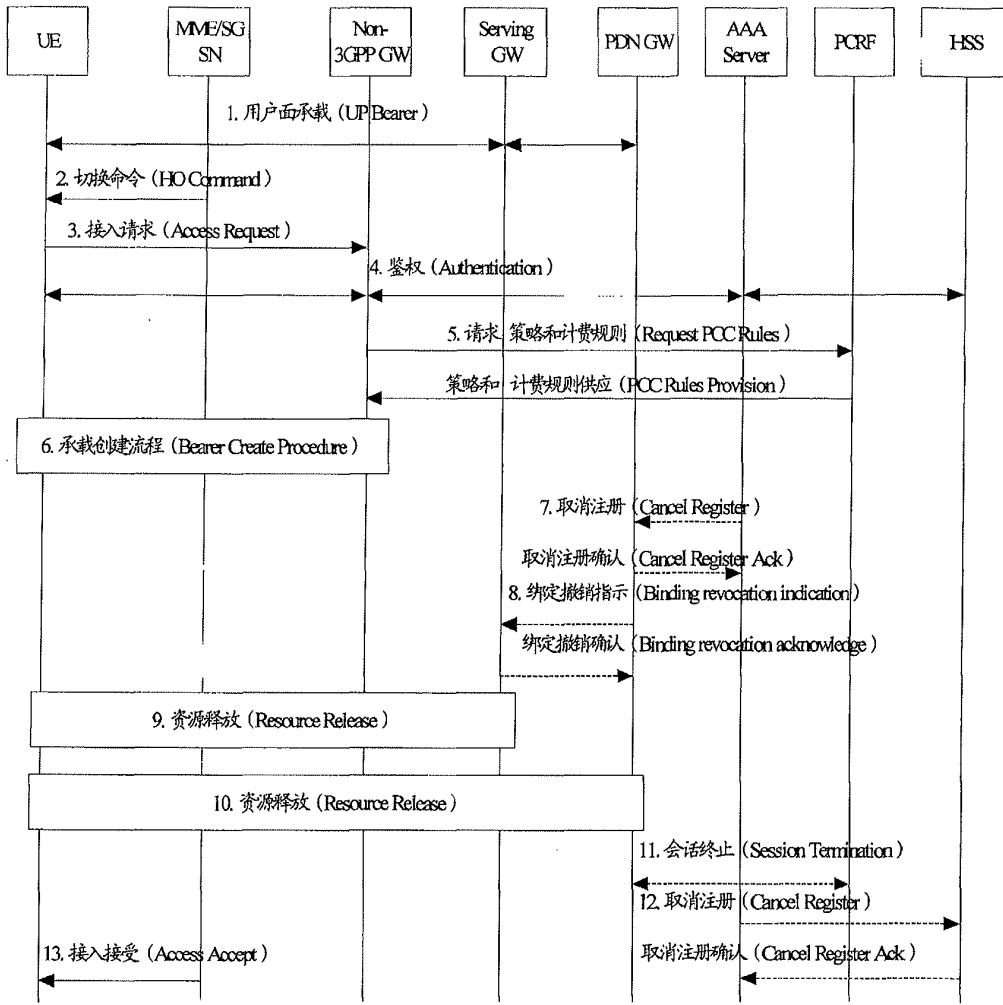 UE
MME/SG
SN
Non-
3GPP GW
Serving
GW
PDN GW
AAA
Server
PCRF
HSS
1. 用户面承载 (UP Bearer)
2. 切换命令 (HO Command)
3. 接入请求 (Access Request)
4. 鉴权 (Authentication)
5. 请求 策略和计费规则 (Request PCC Rules)
策略和 计费规则供应 (PCC Rules Provision)
6. 承载创建流程 (Bearer Create Procedure)
7. 取消注册 (Cancel Register)
取消注册确认 (Cancel Register Ack)
8. 绑定撤销指示 (Binding revocation indication)
绑定撤销确认 (Binding revocation acknowledge)
9. 资源释放 (Resource Release)
10. 资源释放 (Resource Release)
11. 会话终止 (Session Termination)
12. 取消注册 (Cancel Register)
13. 接入接受 (Access Accept)
取消注册确认 (Cancel Register Ack)